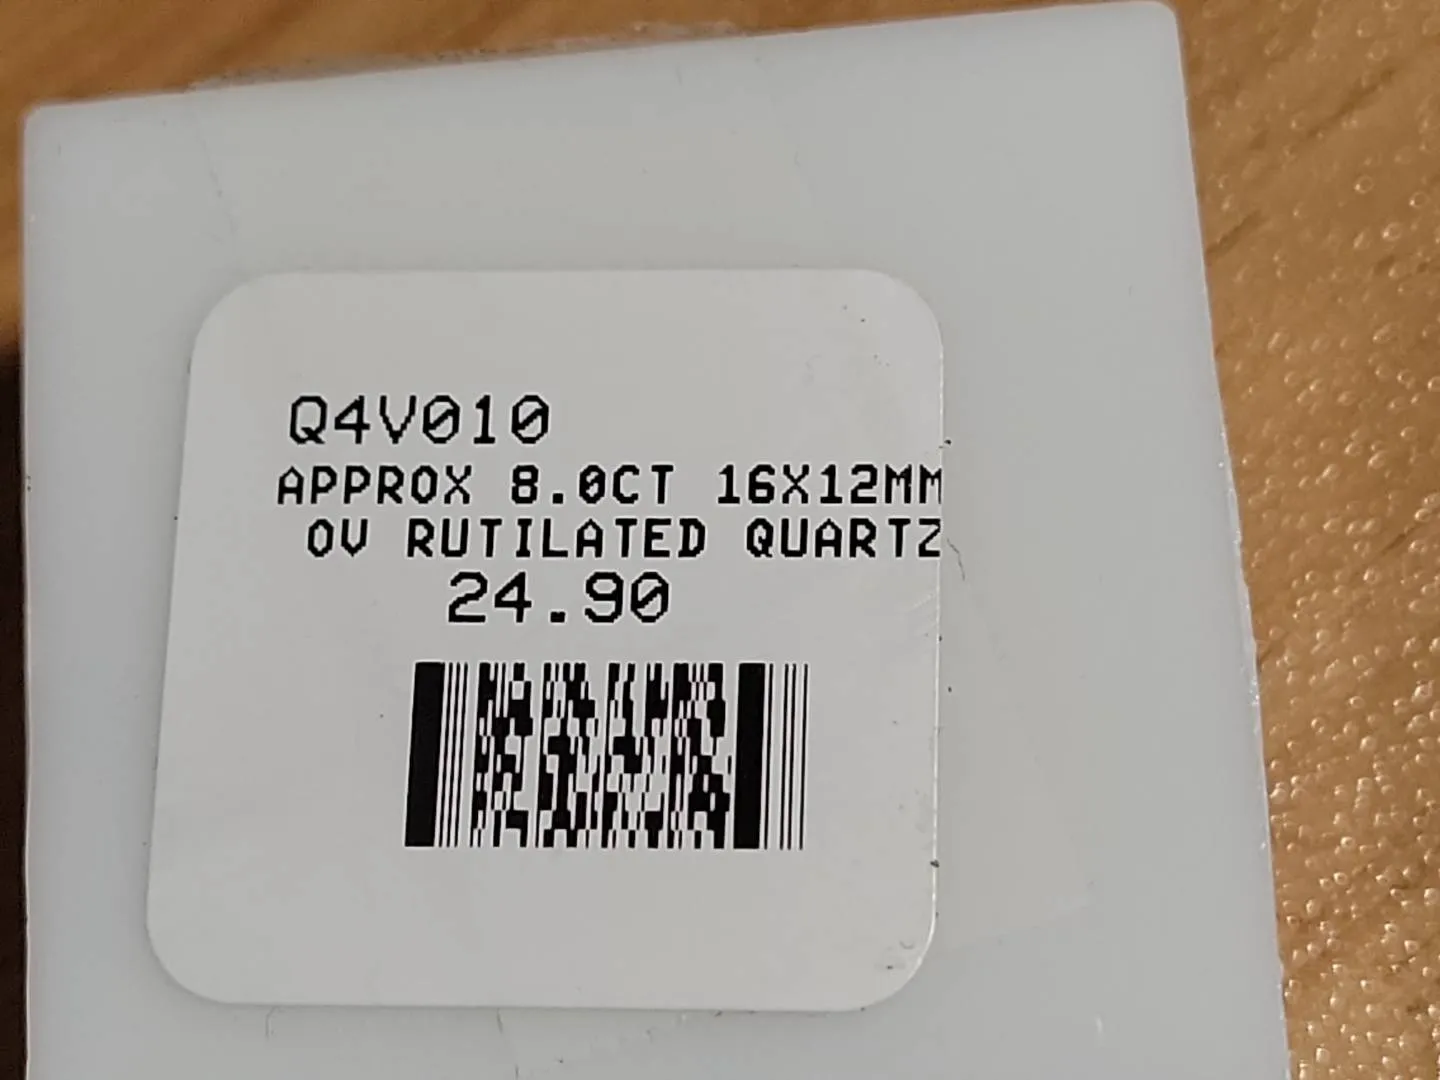 Q4V010
APPROX 8.0CT 16X12MM
OV RUTILATED QUARTZ
24.90